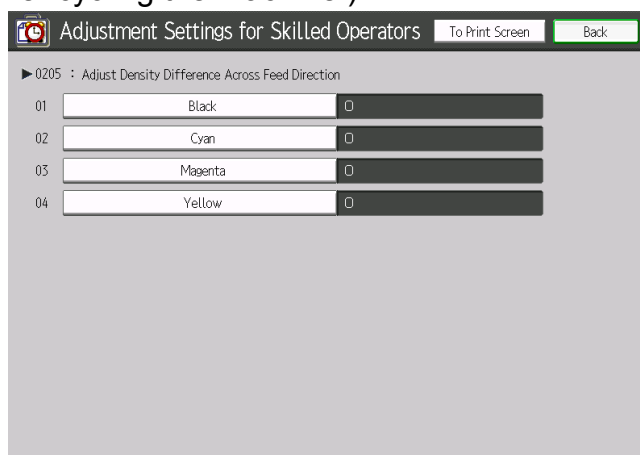 Adjustment Settings for Skilled Operators To Print Screen Back
►0205 : Adjust Density Difference Across Feed Direction
01 Black 0
02 Cyan 0
03 Magenta 0
04 Yellow 0